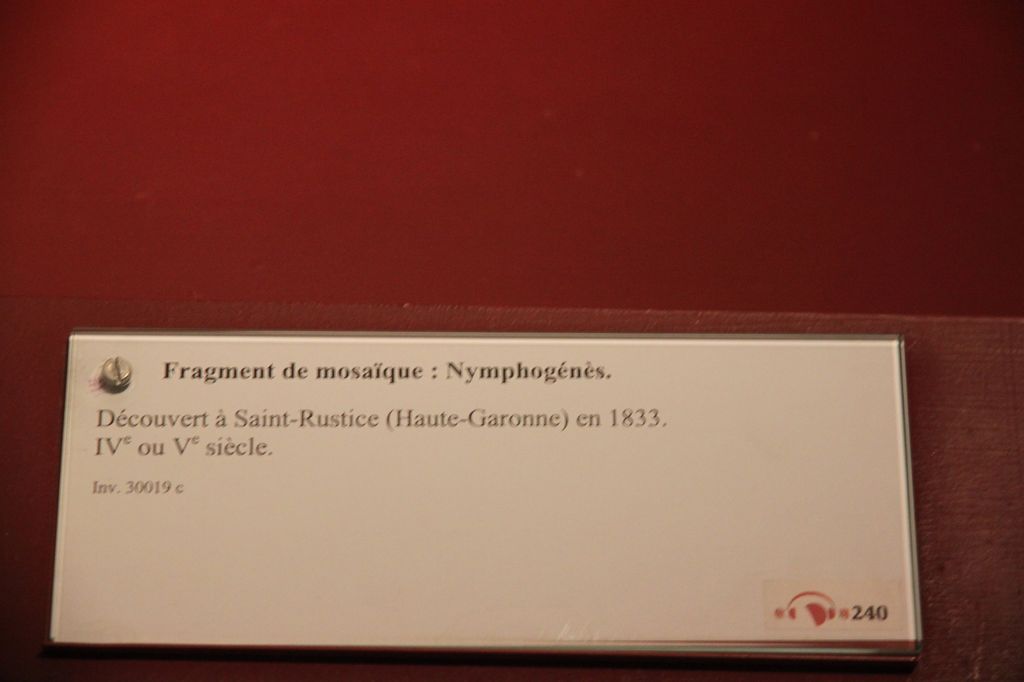 Fragment de mosaïque : Nymphogénès.
Découvert à Saint-Rustice (Haute-Garonne) en 1833.
IVe ou Ve siècle.
Inv. 30019 c
240